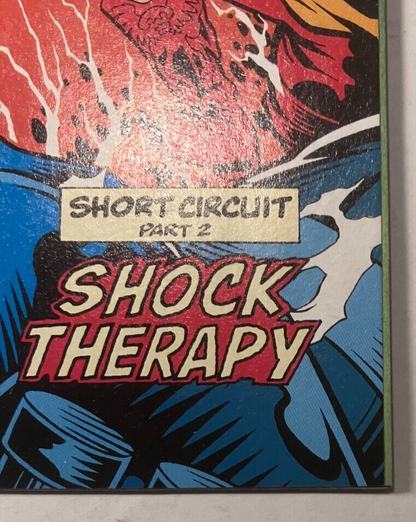 SHORT CIRCUIT
PART 2
SHOCK
THERAPY